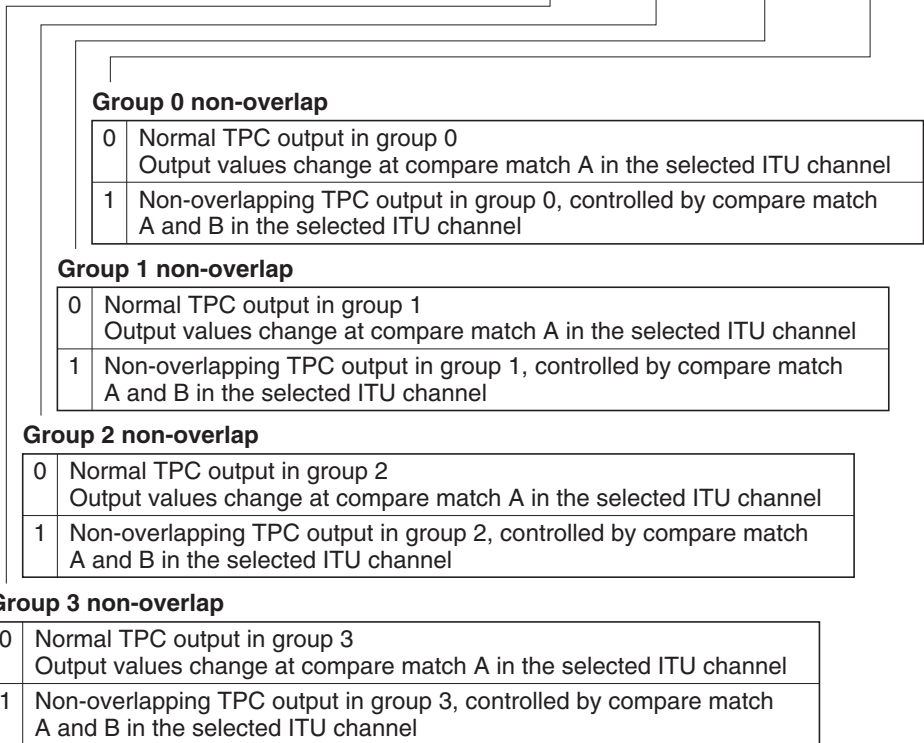 Group 0 non-overlap
0 Normal TPC output in group 0
Output values change at compare match A in the selected ITU channel
1 Non-overlapping TPC output in group 0, controlled by compare match
A and B in the selected ITU channel
Group 1 non-overlap
0 Normal TPC output in group 1
Output values change at compare match A in the selected ITU channel
1 Non-overlapping TPC output in group 1, controlled by compare match
A and B in the selected ITU channel
Group 2 non-overlap
0 Normal TPC output in group 2
Output values change at compare match A in the selected ITU channel
1 Non-overlapping TPC output in group 2, controlled by compare match
A and B in the selected ITU channel
Group 3 non-overlap
0 Normal TPC output in group 3
Output values change at compare match A in the selected ITU channel
1 Non-overlapping TPC output in group 3, controlled by compare match
A and B in the selected ITU channel